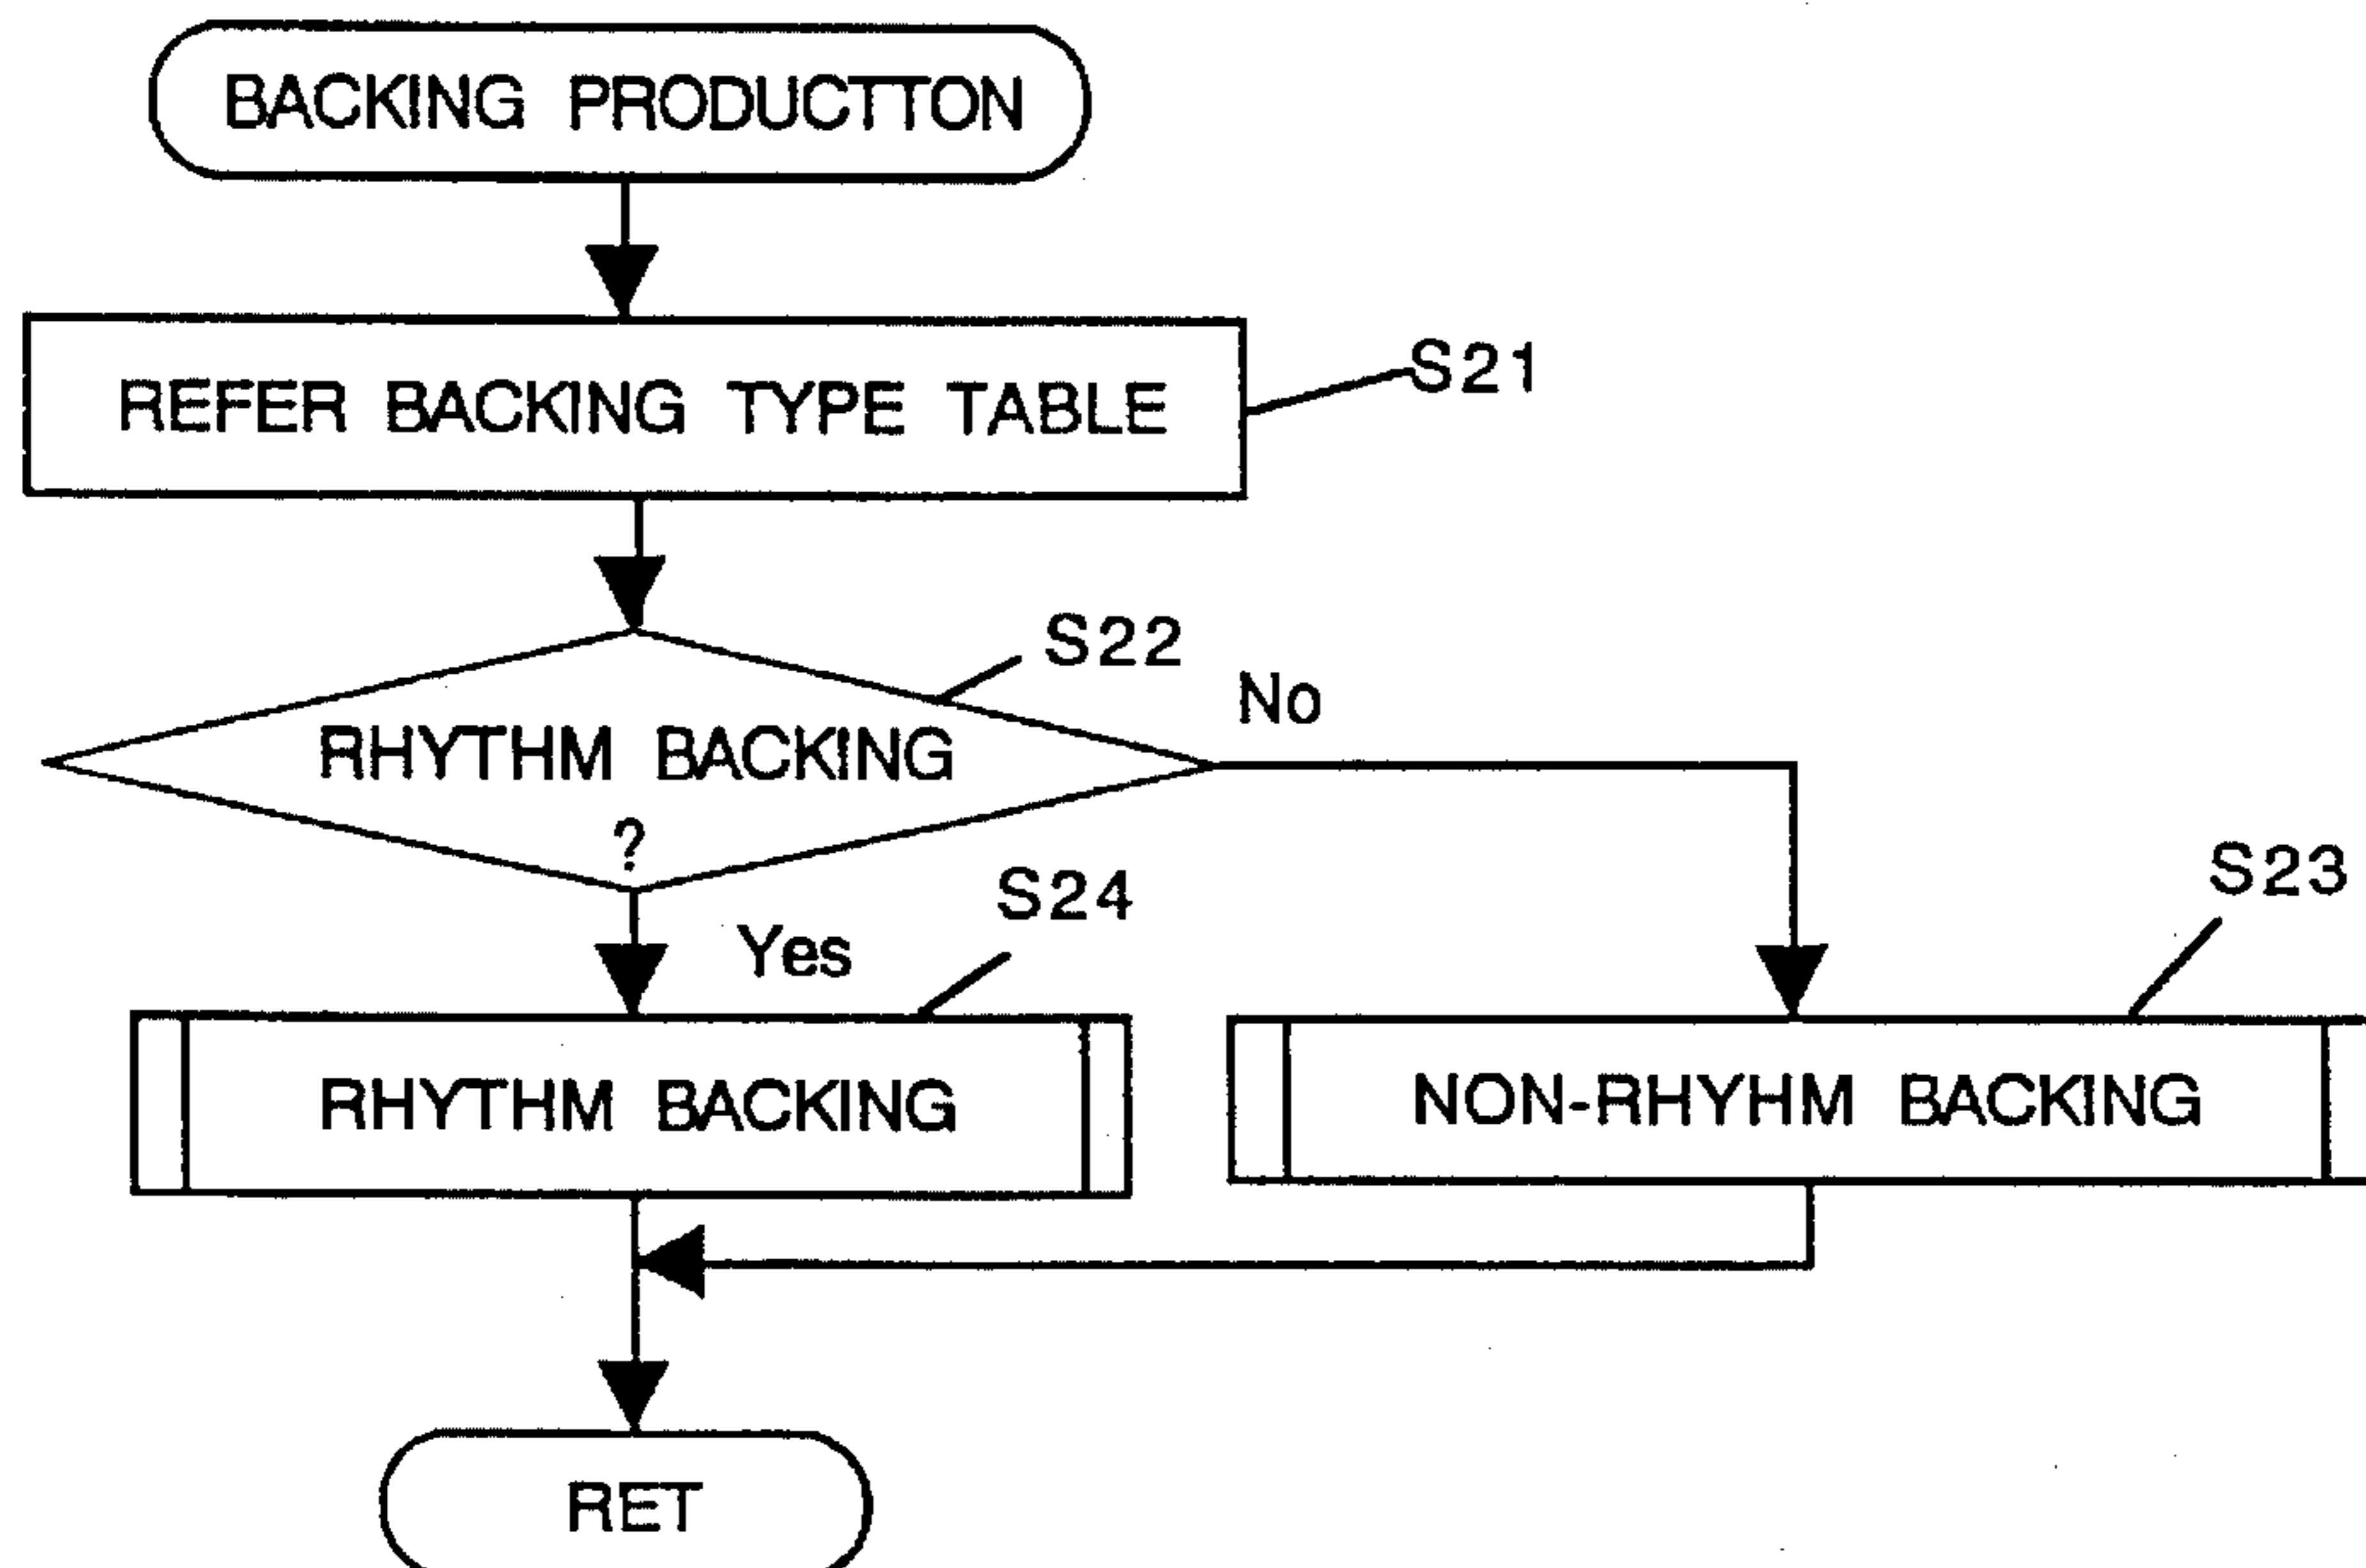 BACKING PRODUCTTON
REFER BACKING TYPE TABLE
S21
S22
No
RHYTHM BACKING
?
S24
Yes
S23
RHYTHM BACKING
NON-RHYHM BACKING
RET